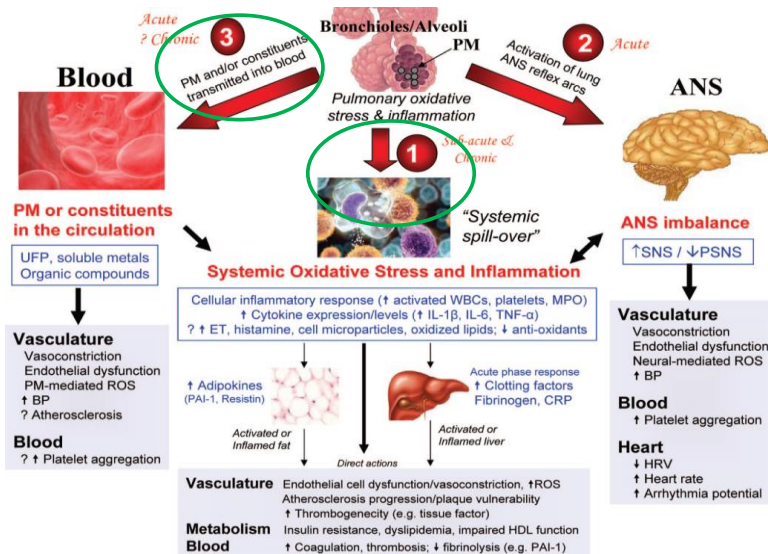 Acute
? Chronic
3
PM and/or constituents
transmitted into blood
Bronchioles/Alveoli
PM
Pulmonary oxidative
stress & inflammation
2
Acute
Activation of lung
ANS reflex arcs
Blood
ANS
1
Sub-acute &
Chronic
"Systemic
spill-over"
PM or constituents
in the circulation
UFP, soluble metals
Organic compounds
Vasculature
Vasoconstriction
Endothelial dysfunction
PM-mediated ROS
↑ BP
? Atherosclerosis
Blood
? ↑ Platelet aggregation
Systemic Oxidative Stress and Inflammation
Cellular inflammatory response (↑ activated WBCs, platelets, MPO)
↑ Cytokine expression/levels (↑ IL-1β, IL-6, TNF-α)
? ↑ ET, histamine, cell microparticles, oxidized lipids; ↓ anti-oxidants
↑ Adipokines
(PAI-1, Resistin)
Activated or
Inflamed fat
Acute phase response
↑ Clotting factors
Fibrinogen, CRP
Activated or
Inflamed liver
Direct actions
Vasculature Endothelial cell dysfunction/vasoconstriction, ↑ROS
Atherosclerosis progression/plaque vulnerability
↑ Thrombogenecity (e.g. tissue factor)
Metabolism Insulin resistance, dyslipidemia, impaired HDL function
Blood ↑ Coagulation, thrombosis; ↓ fibrinolysis (e.g. PAI-1)
ANS imbalance
↑SNS / ↓PSNS
Vasculature
Vasoconstriction
Endothelial dysfunction
Neural-mediated ROS
↑ BP
Blood
↑ Platelet aggregation
Heart
↓ HRV
↑ Heart rate
↑ Arrhythmia potential